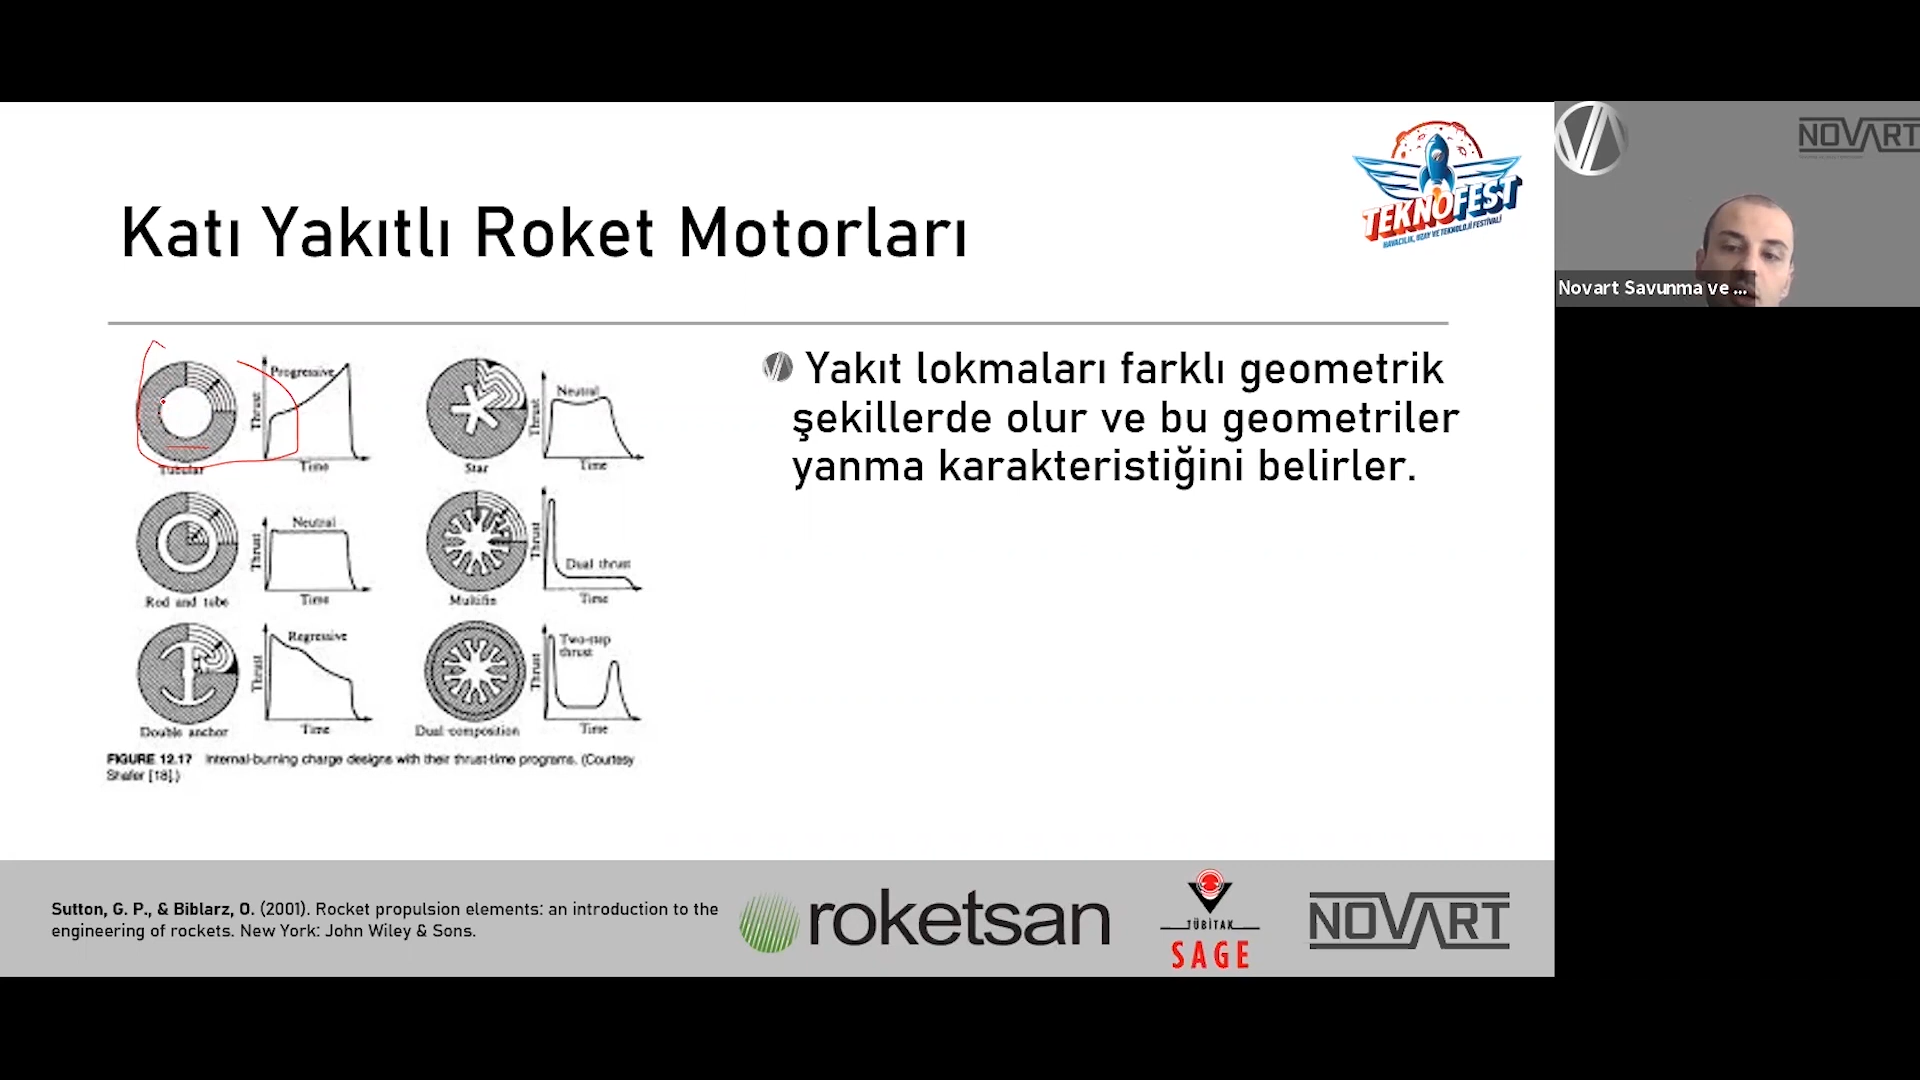 TEKNOFEST
HAVACILIK, UZAY VE TEKNOLOJİ FESTİVALİ
NOVART
Novart Savunma ve ...
Katı Yakıtlı Roket Motorları
Progressive
Thrust
Time
Tubular
Neutral
Thrust
Time
Star
Neutral
Thrust
Time
Rod and tube
Dual thrust
Thrust
Time
Multifin
Regressive
Thrust
Time
Double anchor
Two-step
thrust
Thrust
Time
Dual composition
FIGURE 12.17 Internal-burning charge designs with their thrust-time programs. (Courtesy
Shafer [18].)
Yakıt lokmaları farklı geometrik
şekillerde olur ve bu geometriler
yanma karakteristiğini belirler.
Sutton, G. P., & Biblarz, O. (2001). Rocket propulsion elements: an introduction to the
engineering of rockets. New York: John Wiley & Sons.
roketsan
TÜBİTAK
SAGE
NOVART